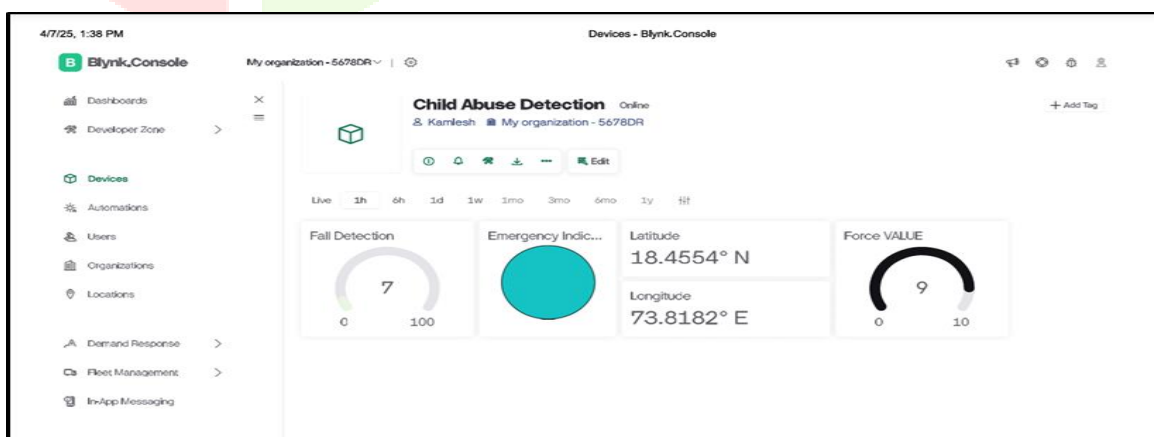 4/7/25, 1:38 PM
Devices - Blynk.Console
B Blynk.Console
My organization - 5678DR
Dashboards
Developer Zone
Devices
Automations
Users
Organizations
Locations
Demand Response
Fleet Management
In-App Messaging
Child Abuse Detection Online
Kamlesh My organization - 5678DR
+ Add Tag
Edit
Live 1h 6h 1d 1w 1mo 3mo 6mo 1y
Fall Detection
7
0 100
Emergency Indic...
Latitude
18.4554° N
Longitude
73.8182° E
Force VALUE
9
0 10